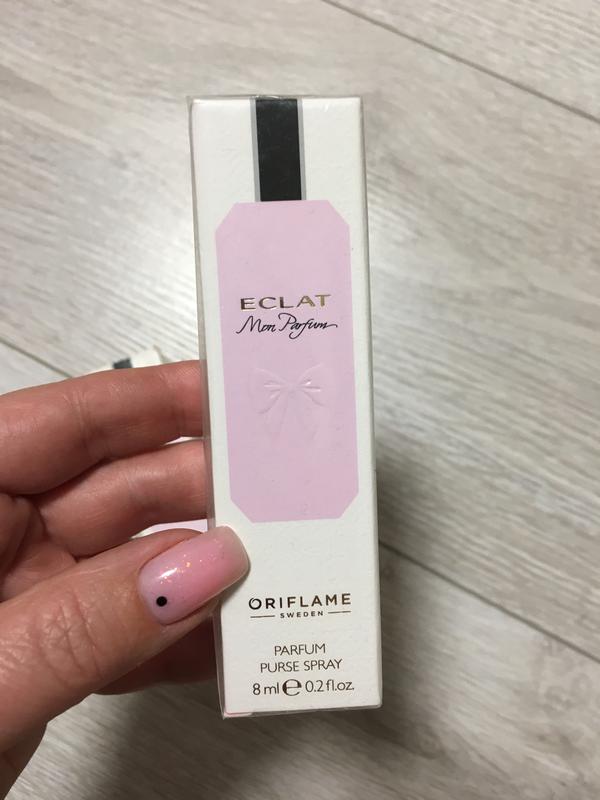 ECLAT
Mon Parfum
ORIFLAME
SWEDEN
PARFUM
PURSE SPRAY
8 ml ℮ 0.2 fl.oz.